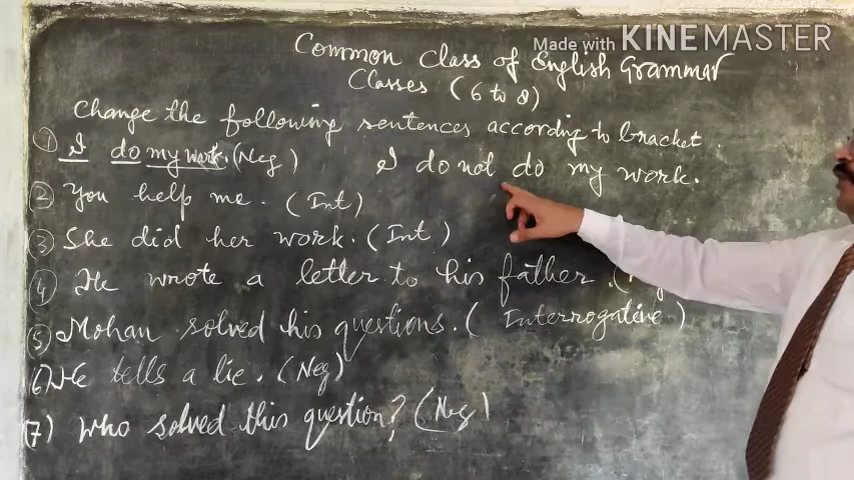 Made with KINEMASTER
Common Class of English Grammar
Classes (6 to 8)
Change the following sentences according to bracket.
① I do my work. (Neg) I do not do my work.
② You help me. (Int)
③ She did her work. (Int)
④ He wrote a letter to his father.
⑤ Mohan solved his questions. (Interrogative)
6) He tells a lie. (Neg)
(7) Who solved this question? (Neg)